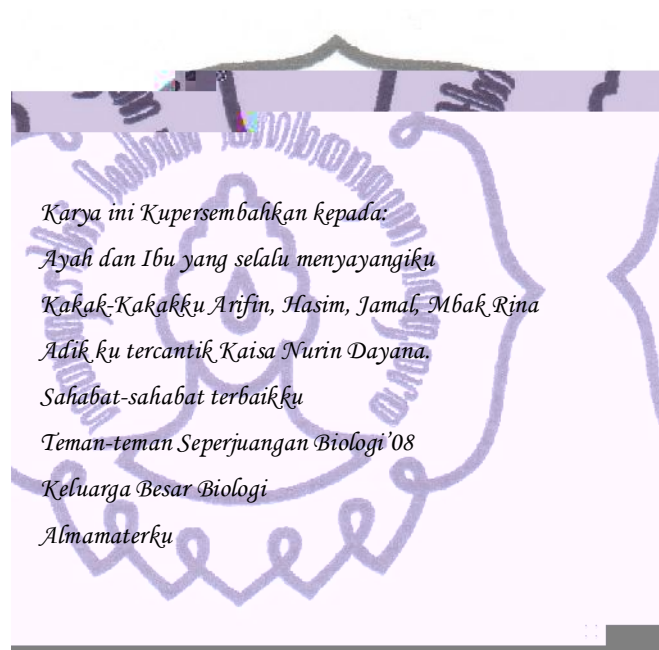 Karya ini Kupersembahkan kepada:
Ayah dan Ibu yang selalu menyayangiku
Kakak-Kakakku Arifin, Hasim, Jamal, Mbak Rina
Adik ku tercantik Kaisa Nurin Dayana.
Sahabat-sahabat terbaikku
Teman-teman Seperjuangan Biologi'08
Keluarga Besar Biologi
Almamaterku